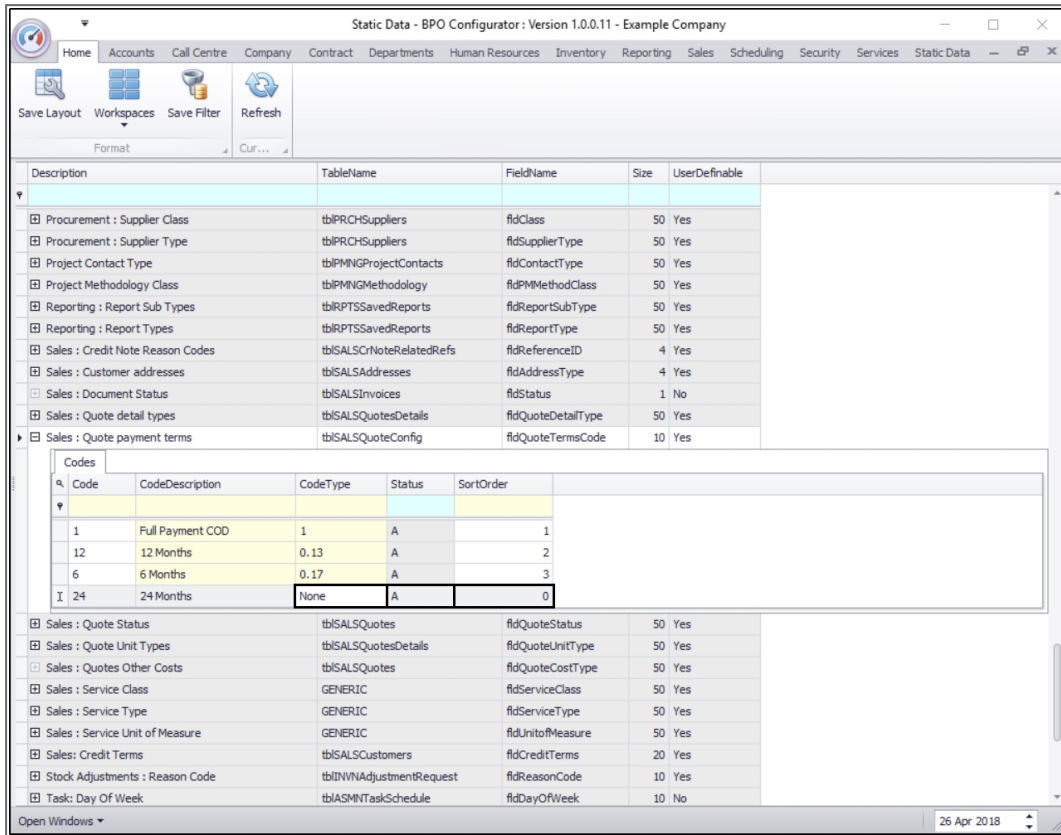 Static Data - BPO Configurator : Version 1.0.0.11 - Example Company
Home Accounts Call Centre Company Contract Departments Human Resources Inventory Reporting Sales Scheduling Security Services Static Data
Save Layout Workspaces Save Filter Refresh
Format Cur...
Description TableName FieldName Size UserDefinable
Procurement : Supplier Class tblPRCHSuppliers fldClass 50 Yes
Procurement : Supplier Type tblPRCHSuppliers fldSupplierType 50 Yes
Project Contact Type tblPMNGProjectContacts fldContactType 50 Yes
Project Methodology Class tblPMNGMethodology fldPMMethodClass 50 Yes
Reporting : Report Sub Types tblRPTSSavedReports fldReportSubType 50 Yes
Reporting : Report Types tblRPTSSavedReports fldReportType 50 Yes
Sales : Credit Note Reason Codes tblSALSCrNoteRelatedRefs fldReferenceID 4 Yes
Sales : Customer addresses tblSALSAddresses fldAddressType 4 Yes
Sales : Document Status tblSALSInvoices fldStatus 1 No
Sales : Quote detail types tblSALSQuotesDetails fldQuoteDetailType 50 Yes
Sales : Quote payment terms tblSALSQuoteConfig fldQuoteTermsCode 10 Yes
Codes
Code CodeDescription CodeType Status SortOrder
1 Full Payment COD 1 A 1
12 12 Months 0.13 A 2
6 6 Months 0.17 A 3
24 24 Months None A 0
Sales : Quote Status tblSALSQuotes fldQuoteStatus 50 Yes
Sales : Quote Unit Types tblSALSQuotesDetails fldQuoteUnitType 50 Yes
Sales : Quotes Other Costs tblSALSQuotes fldQuoteCostType 50 Yes
Sales : Service Class GENERIC fldServiceClass 50 Yes
Sales : Service Type GENERIC fldServiceType 50 Yes
Sales : Service Unit of Measure GENERIC fldUnitofMeasure 50 Yes
Sales: Credit Terms tblSALSCustomers fldCreditTerms 20 Yes
Stock Adjustments : Reason Code tblINVNAdjustmentRequest fldReasonCode 10 Yes
Task: Day Of Week tblASMNTaskSchedule fldDayOfWeek 10 No
Open Windows 26 Apr 2018